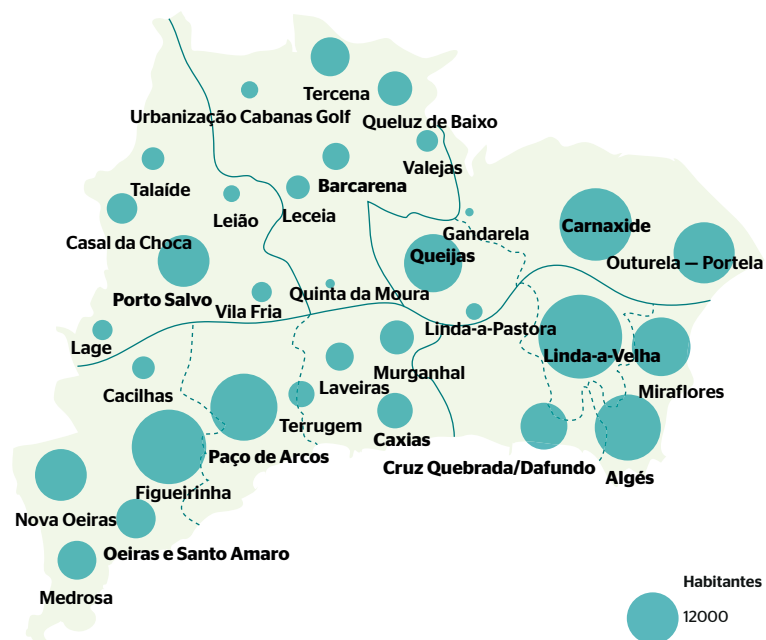 Tercena
Urbanização Cabanas Golf
Queluz de Baixo
Valejas
Talaíde
Barcarena
Leião
Leceia
Casal da Choca
Gandarela
Carnaxide
Queijas
Outurela — Portela
Porto Salvo
Quinta da Moura
Vila Fria
Linda-a-Pastora
Lage
Linda-a-Velha
Murganhal
Laveiras
Cacilhas
Miraflores
Terrugem
Caxias
Paço de Arcos
Cruz Quebrada/Dafundo
Algés
Figueirinha
Nova Oeiras
Oeiras e Santo Amaro
Medrosa
Habitantes
12000